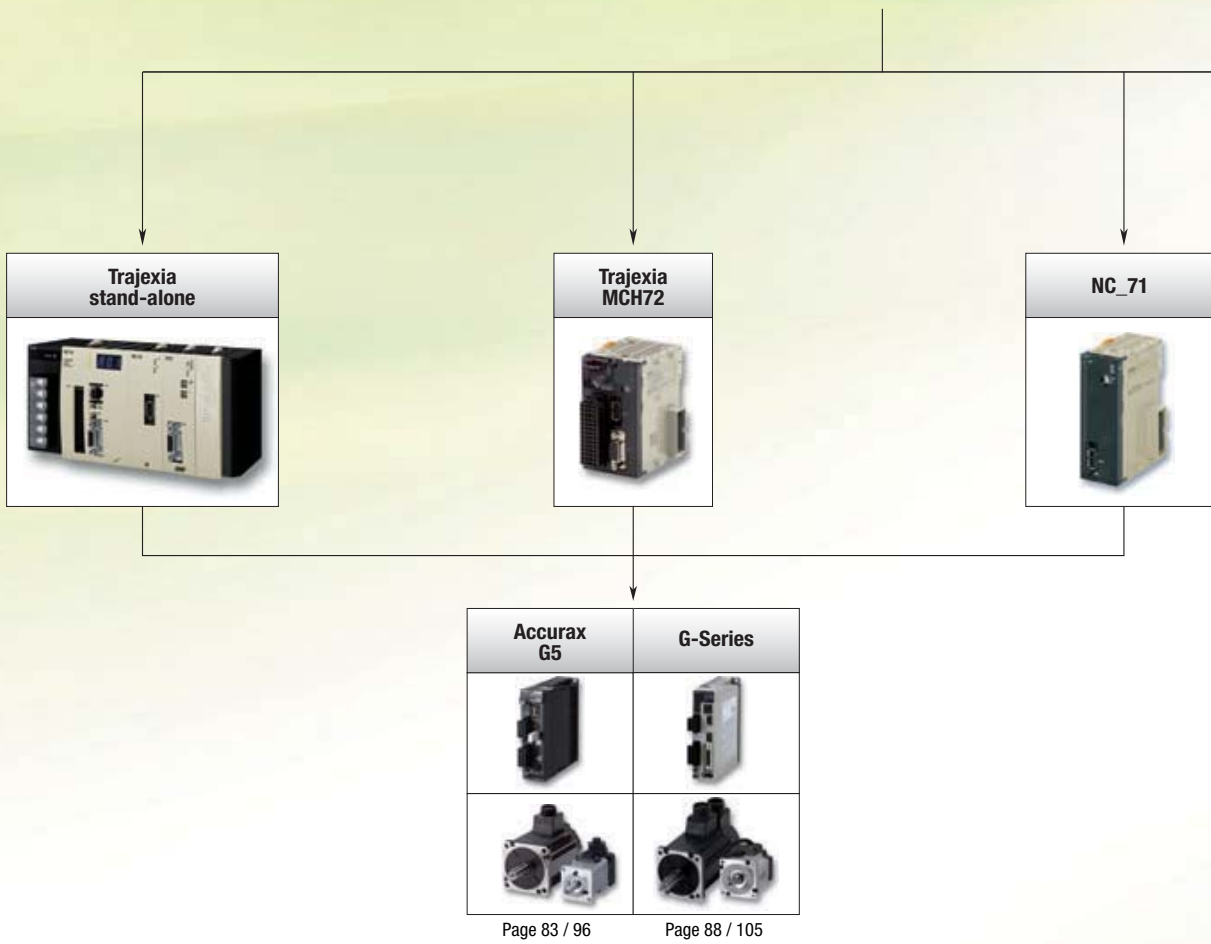 Trajexia
stand-alone
Trajexia
MCH72
NC_71
Accurax
G5
G-Series
Page 83 / 96
Page 88 / 105